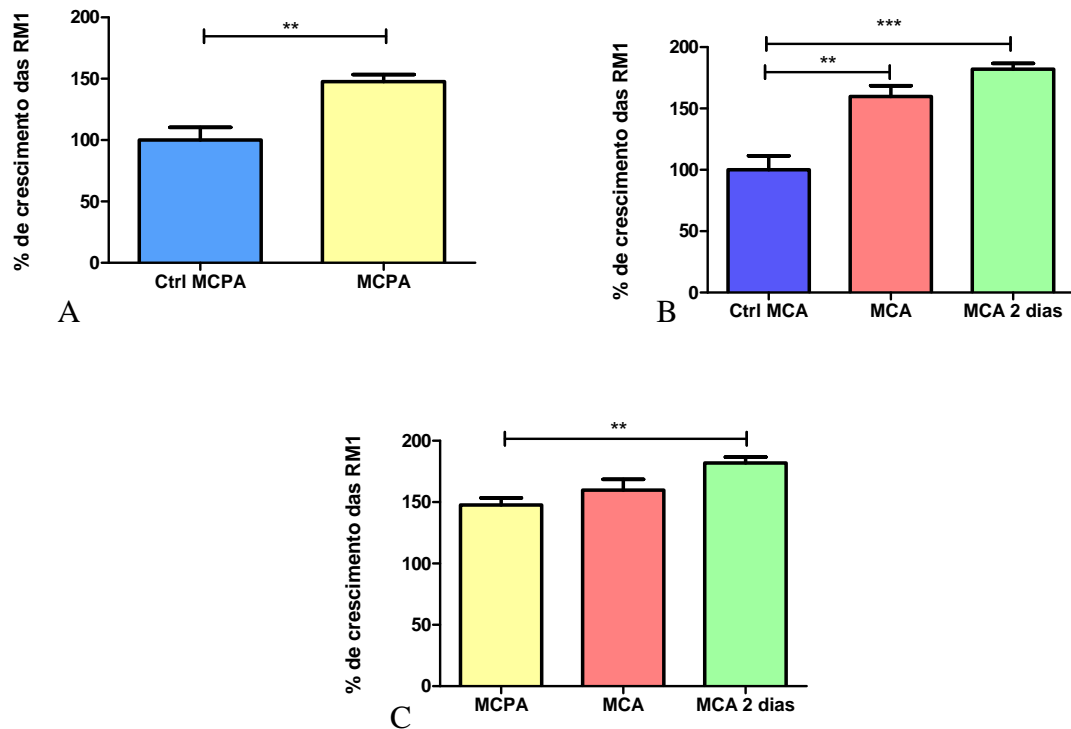 % de crescimento das RM1
200
150
100
50
0
**
Ctrl MCPA
MCPA
A
% de crescimento das RM1
200
150
100
50
0
***
**
Ctrl MCA
MCA
MCA 2 dias
B
% de crescimento das RM1
200
150
100
50
0
**
MCPA
MCA
MCA 2 dias
C